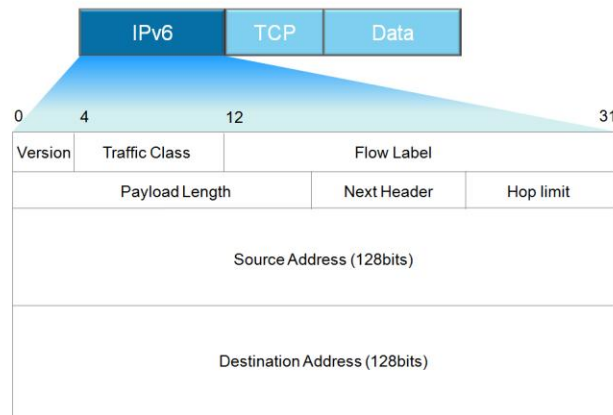 IPv6 TCP Data
0 4 12 31
Version Traffic Class Flow Label
Payload Length Next Header Hop limit
Source Address (128bits)
Destination Address (128bits)